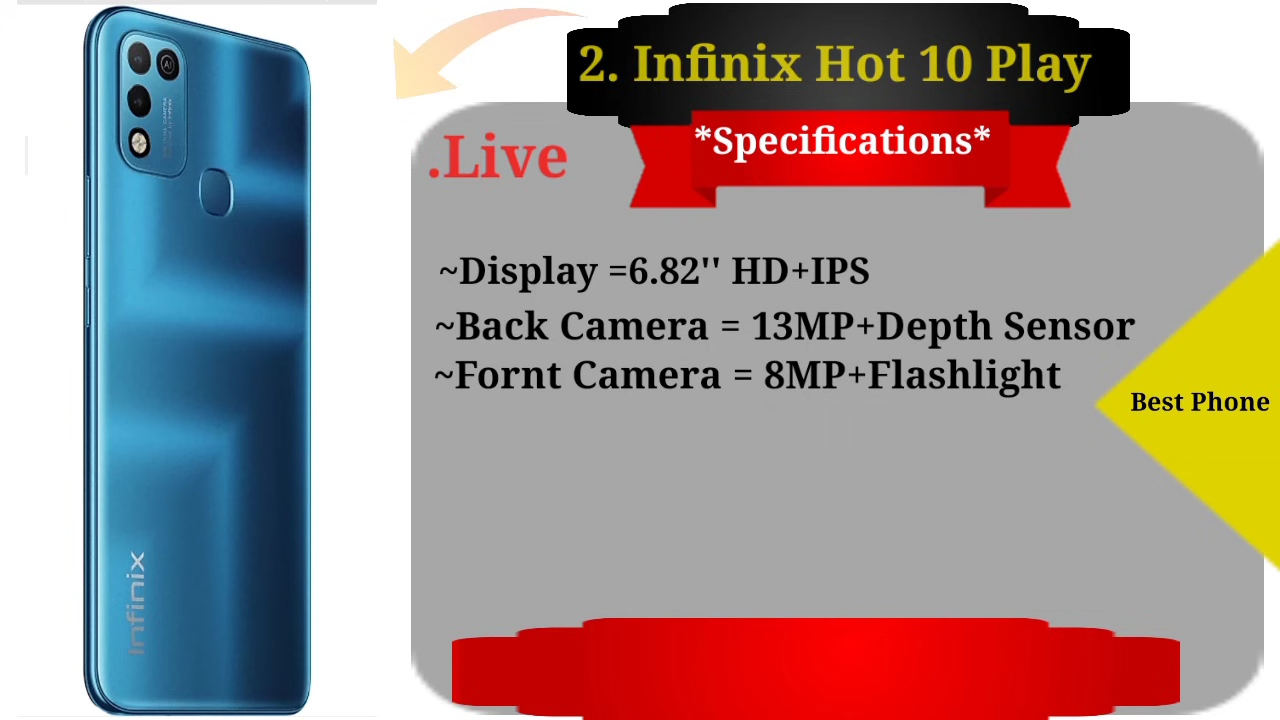 2. Infinix Hot 10 Play
*Specifications*
.Live
~Display =6.82'' HD+IPS
~Back Camera = 13MP+Depth Sensor
~Fornt Camera = 8MP+Flashlight
Best Phone
AI
Infinix